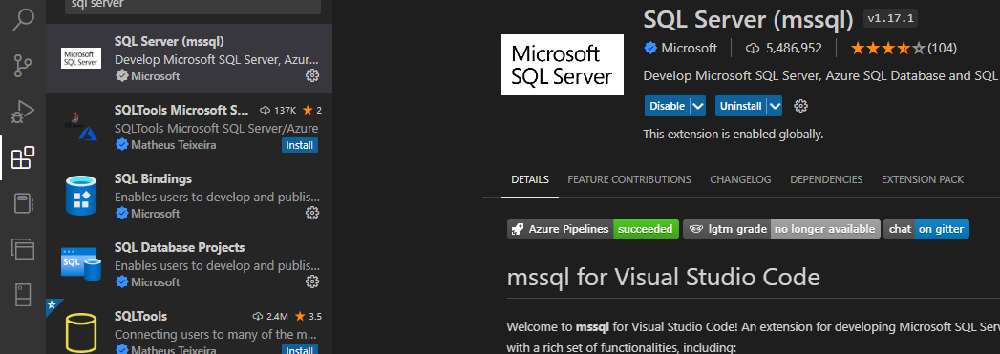 sql server
SQL Server (mssql)
Develop Microsoft SQL Server, Azur...
Microsoft
SQLTools Microsoft S... 137K 2
SQLTools Microsoft SQL Server/Azure
Matheus Teixeira Install
SQL Bindings
Enables users to develop and publis...
Microsoft
SQL Database Projects
Enables users to develop and publis...
Microsoft
SQLTools 2.4M 3.5
Connecting users to many of the m...
Matheus Teixeira Install
Microsoft
SQL Server
SQL
Microsoft
SQL Server
SQL Server (mssql) v1.17.1
Microsoft 5,486,952 (104)
Develop Microsoft SQL Server, Azure SQL Database and SQL
Disable Uninstall
This extension is enabled globally.
DETAILS FEATURE CONTRIBUTIONS CHANGELOG DEPENDENCIES EXTENSION PACK
Azure Pipelines succeeded lgtm grade no longer available chat on gitter
mssql for Visual Studio Code
Welcome to mssql for Visual Studio Code! An extension for developing Microsoft SQL Serv
with a rich set of functionalities, including: